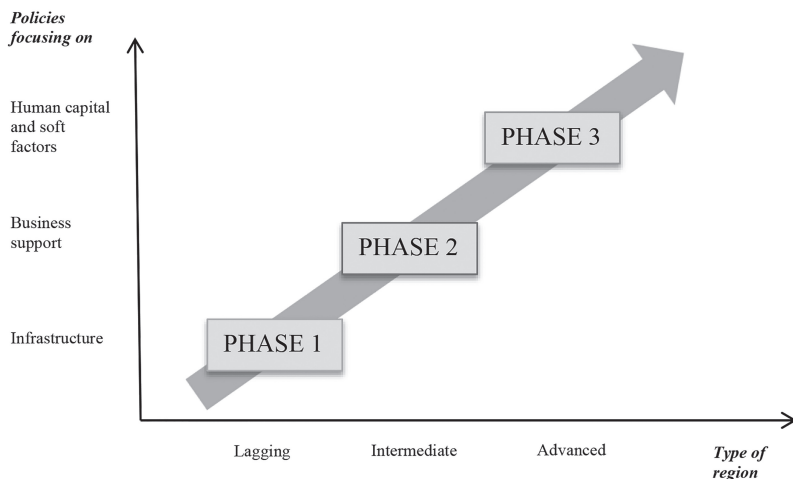 Policies
focusing on
Human capital
and soft
factors
PHASE 3
Business
support
PHASE 2
Infrastructure
PHASE 1
Lagging
Intermediate
Advanced
Type of
region